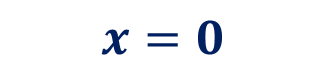 x = 0